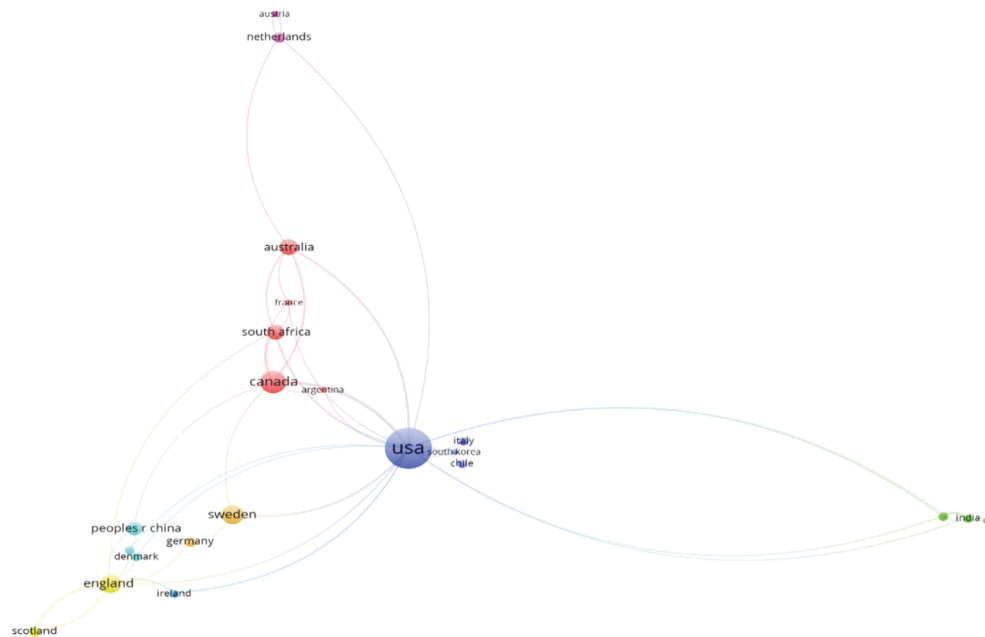 austria
netherlands
australia
france
south africa
canada
argentina
usa
italy
south korea
chile
sweden
india
peoples r china
germany
denmark
england
ireland
scotland